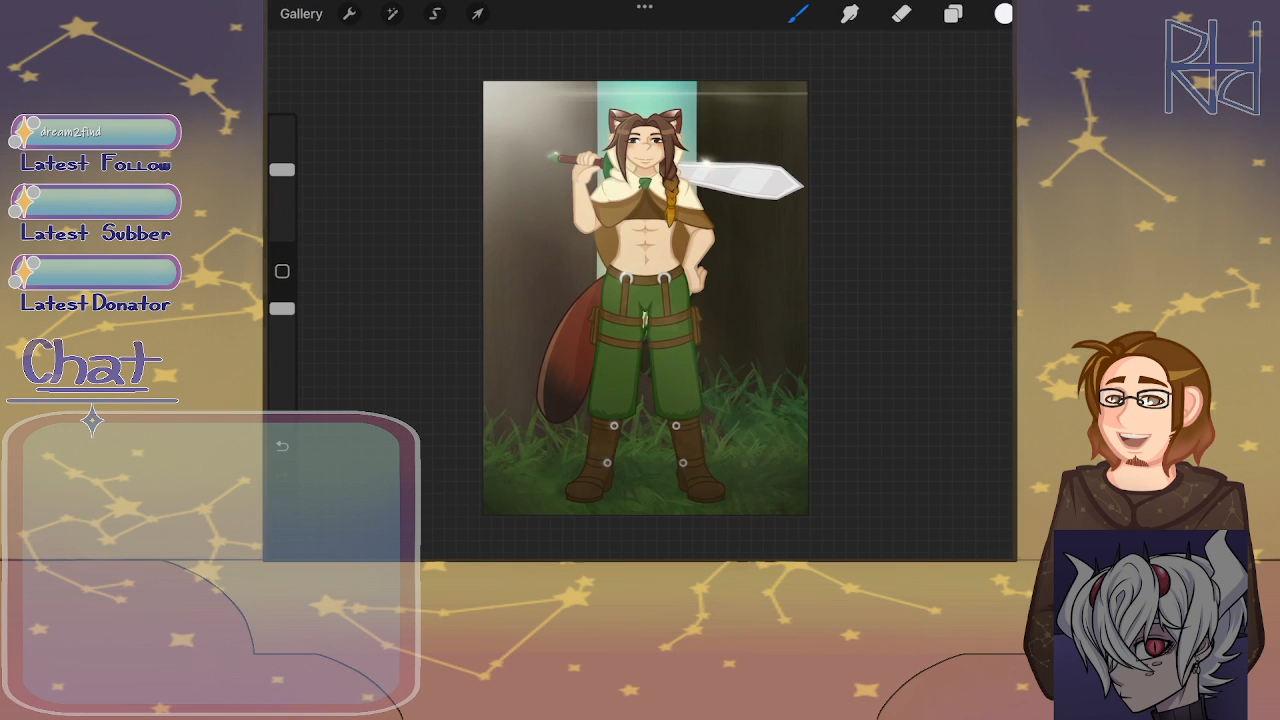 Gallery
dream2find
Latest Follow
Latest Subber
Latest Donator
Chat